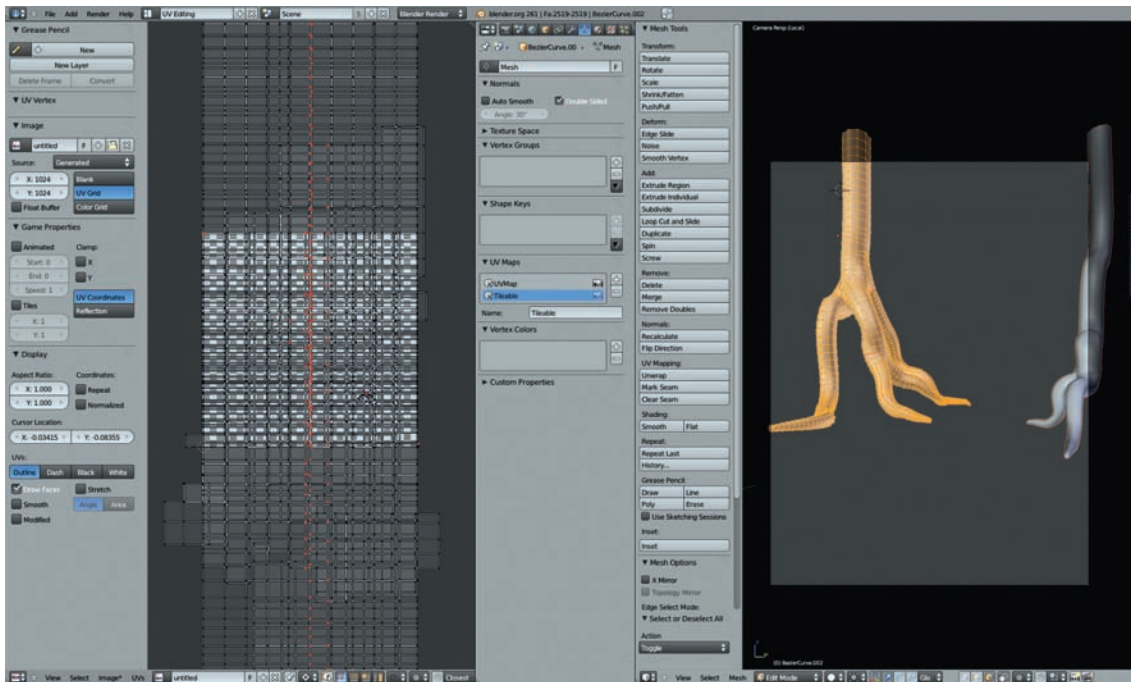 File Add Render Help UV Editing Scene 5 Blender Render blender.org 261 | Fa:2519-2519 | BezierCurve.002
Grease Pencil
New
New Layer
Delete Frame Convert
UV Vertex
Image
untitled F
Source: Generated
X: 1024 Blank
Y: 1024 UV Grid
Float Buffer Color Grid
Game Properties
Animated Clamp:
Start: 0 X
End: 0 Y
Speed: 1
Tiles UV Coordinates
X: 1 Reflection
Y: 1
Display
Aspect Ratio: Coordinates:
X: 1.000 Repeat
Y: 1.000 Normalized
Cursor Location:
X: -0.03415 Y: -0.08355
UVs:
Outline Dash Black White
Draw Faces Stretch
Smooth Angle Area
Modified
View Select Image* UVs untitled F Closest
BezierCurve.00 Mesh
Mesh F
Normals
Auto Smooth Double Sided
Angle: 30°
Texture Space
Vertex Groups
Shape Keys
UV Maps
UVMap
Tileable
Name: Tileable
Vertex Colors
Custom Properties
Mesh Tools
Transform:
Translate
Rotate
Scale
Shrink/Fatten
Push/Pull
Deform:
Edge Slide
Noise
Smooth Vertex
Add:
Extrude Region
Extrude Individual
Subdivide
Loop Cut and Slide
Duplicate
Spin
Screw
Remove:
Delete
Merge
Remove Doubles
Normals:
Recalculate
Flip Direction
UV Mapping:
Unwrap
Mark Seam
Clear Seam
Shading:
Smooth Flat
Repeat:
Repeat Last
History...
Grease Pencil:
Draw Line
Poly Erase
Use Sketching Sessions
Inset:
Inset
Mesh Options
X Mirror
Topology Mirror
Edge Select Mode:
Select or Deselect All
Action
Toggle
Camera Persp (Local)
(0) BezierCurve.002
View Select Mesh Edit Mode Glo